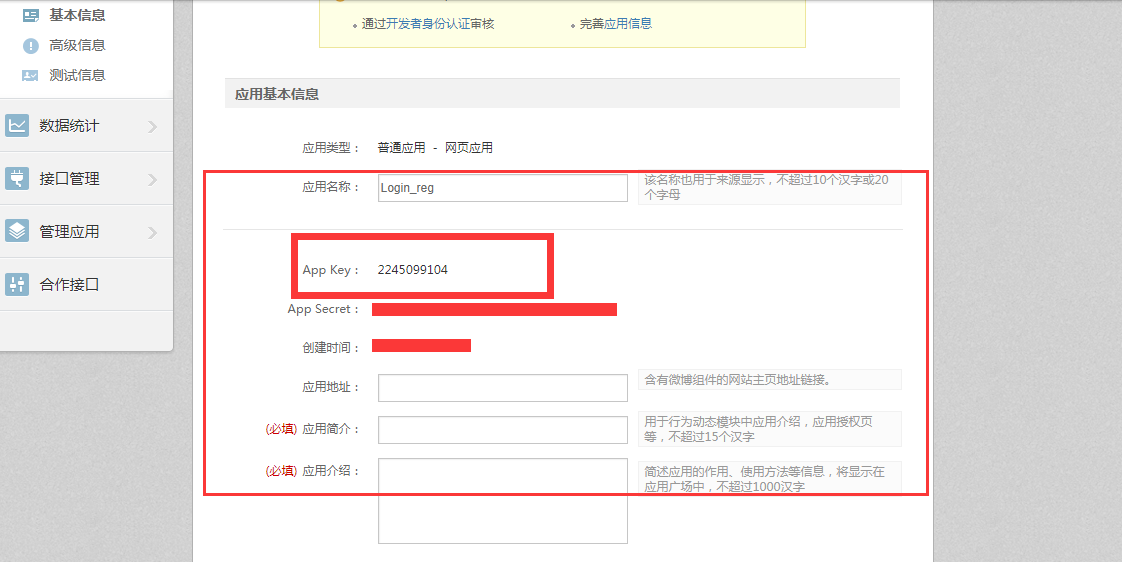 基本信息
高级信息
测试信息
数据统计
接口管理
管理应用
合作接口
• 通过开发者身份认证审核
• 完善应用信息
应用基本信息
应用类型： 普通应用 - 网页应用
应用名称： Login_reg
该名称也用于来源显示，不超过10个汉字或20
个字母
App Key： 2245099104
App Secret：
创建时间：
应用地址：
含有微博组件的网站主页地址链接。
(必填) 应用简介：
用于行为动态模块中应用介绍，应用授权页
等，不超过15个汉字
(必填) 应用介绍：
简述应用的作用、使用方法等信息，将显示在
应用广场中，不超过1000汉字